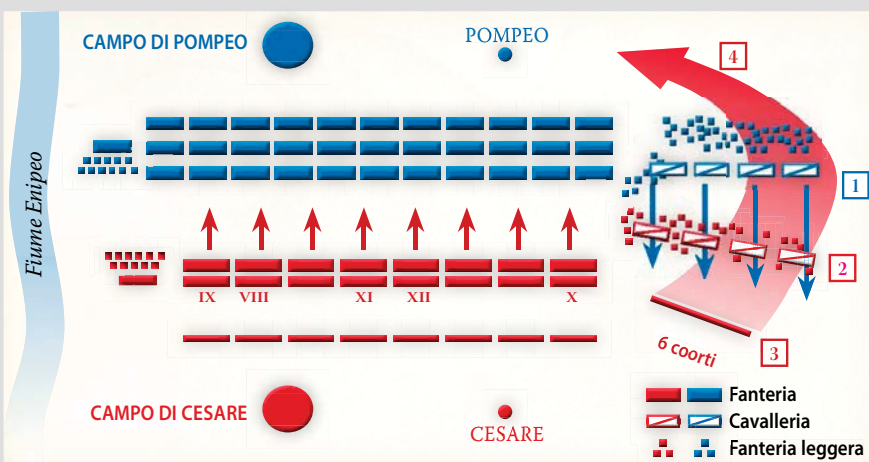 CAMPO DI POMPEO
POMPEO
4
Fiume Enipeo
1
2
IX VIII XI XII X
6 coorti
3
CAMPO DI CESARE
CESARE
Fanteria
Cavalleria
Fanteria leggera